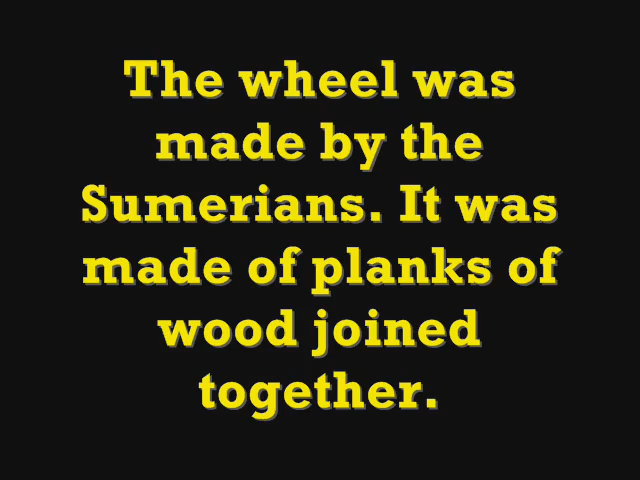 The wheel was
made by the
Sumerians. It was
made of planks of
wood joined
together.